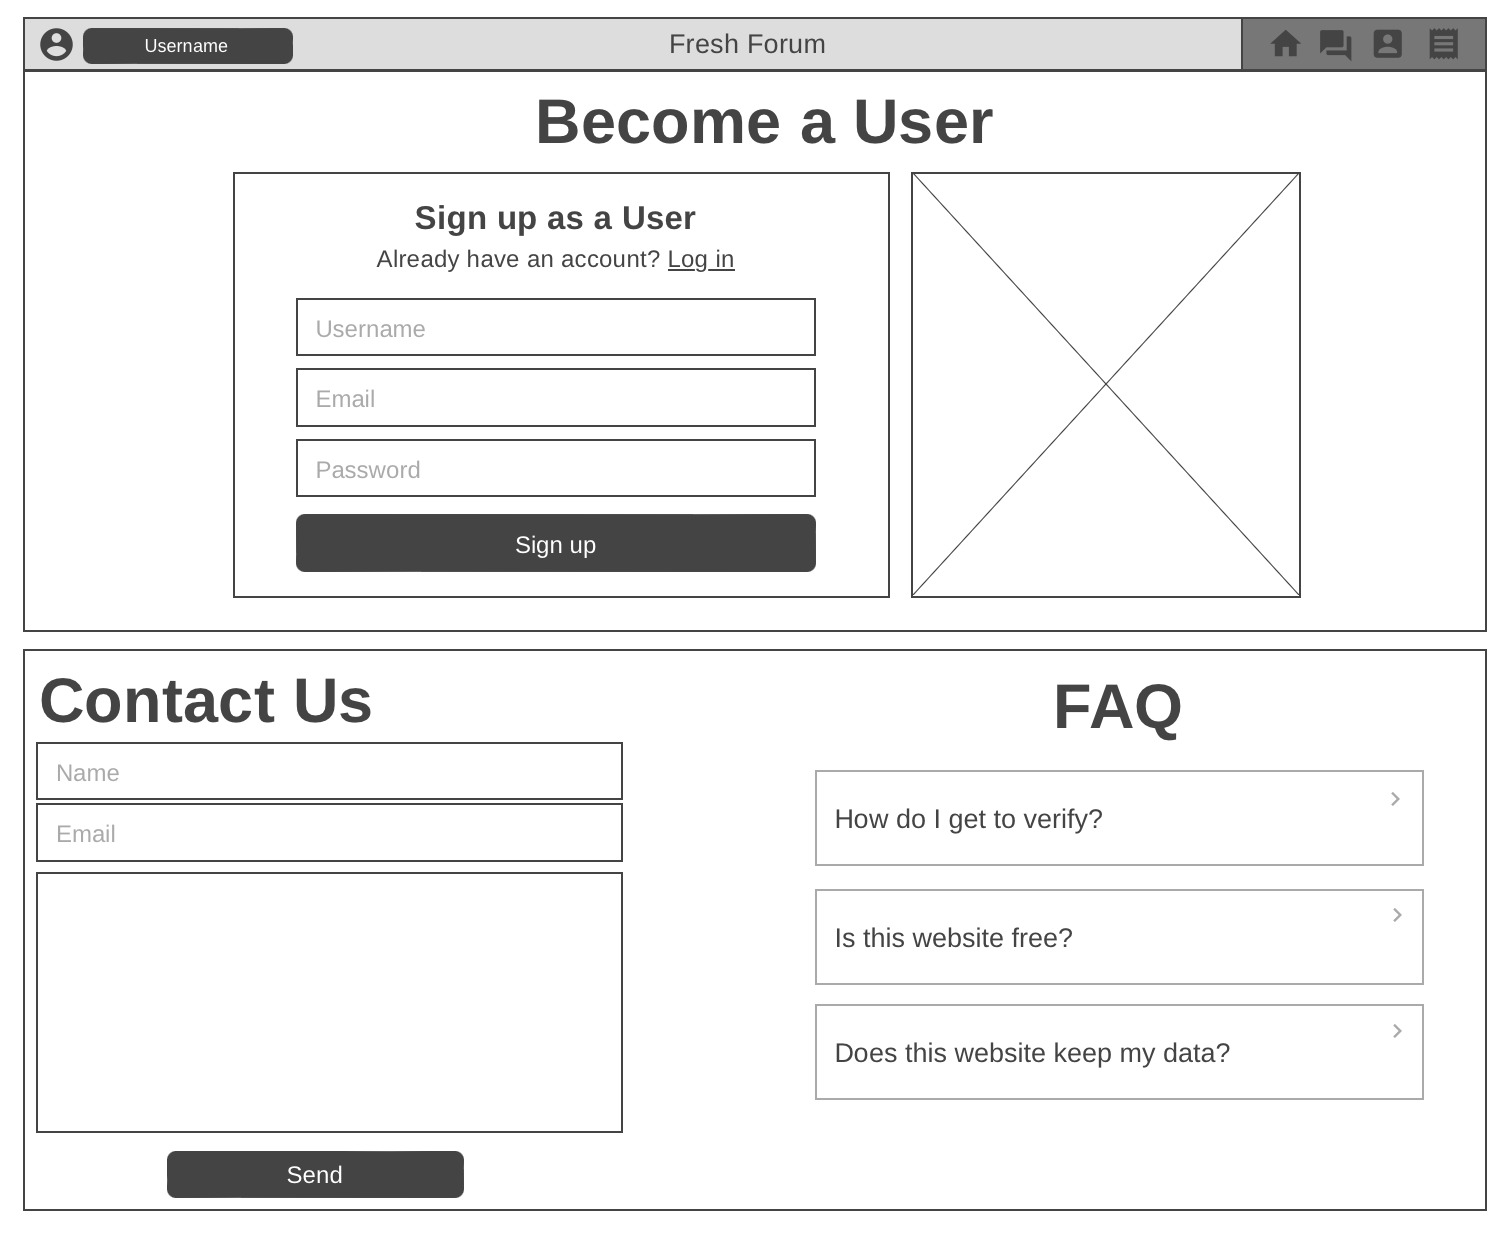 Username
Fresh Forum
Become a User
Sign up as a User
Already have an account? Log in
Username
Email
Password
Sign up
Contact Us
Name
Email
Send
FAQ
How do I get to verify?
Is this website free?
Does this website keep my data?